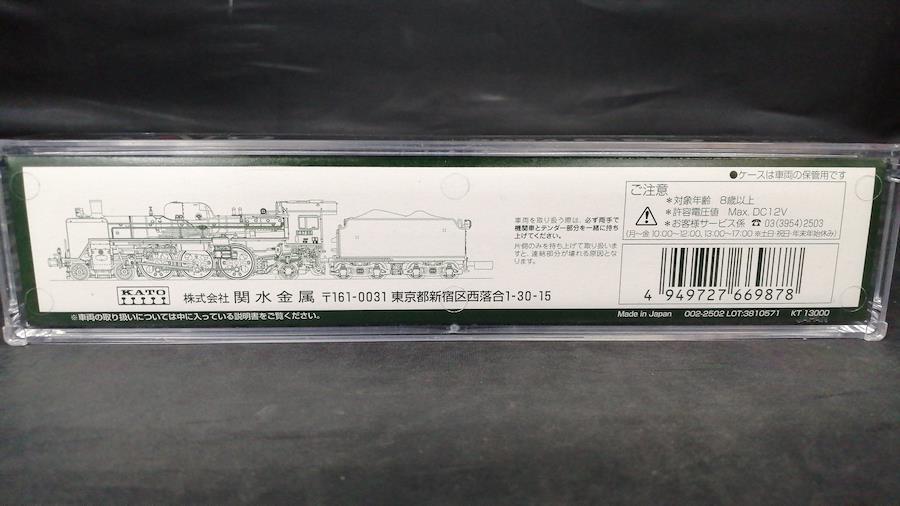 ●ケースは車両の保管用です
ご注意
*対象年齢 8歳以上
*許容電圧値 Max. DC12V
*お客様サービス係 ☎ 03(3954)2503
(月〜金 10:00〜12:00, 13:00〜17:00 ※土日・祝日・年末年始休み)
車両を取り扱う際は、必ず両手で
機関車とテンダー部分を一緒に持ち
上げてください。
片側のみを持ち上げて取り扱いま
すと、連結部分が壊れる原因とな
ります。
4 949727 669878
KATO
株式会社 関水金属 〒161-0031 東京都新宿区西落合1-30-15
※車両の取り扱いについては中に入っている説明書をご覧ください。
Made in Japan 002-2502 LOT:3810571 KT 13000